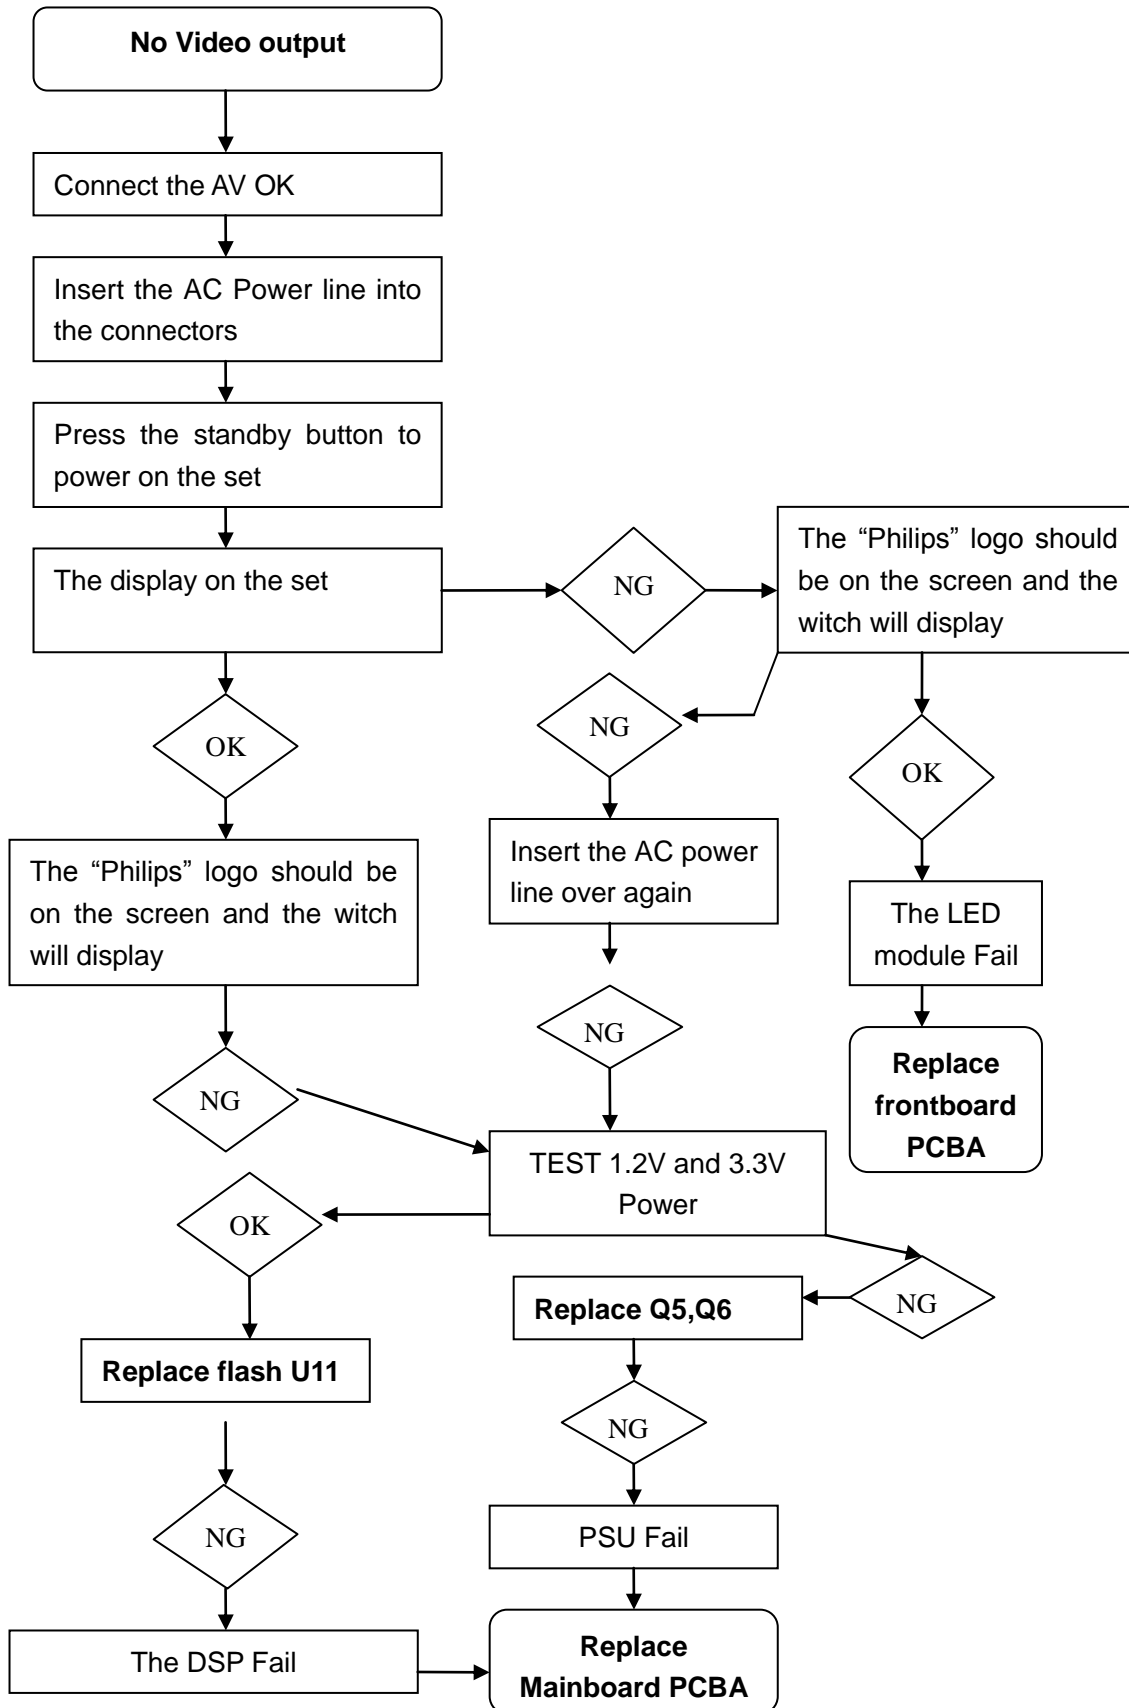 No Video output
Connect the AV OK
Insert the AC Power line into
the connectors
Press the standby button to
power on the set
The display on the set
NG
The “Philips” logo should
be on the screen and the
witch will display
NG
OK
OK
The “Philips” logo should be
on the screen and the witch
will display
Insert the AC power
line over again
The LED
module Fail
NG
Replace
frontboard
PCBA
NG
TEST 1.2V and 3.3V
Power
OK
NG
Replace Q5,Q6
Replace flash U11
NG
NG
PSU Fail
The DSP Fail
Replace
Mainboard PCBA